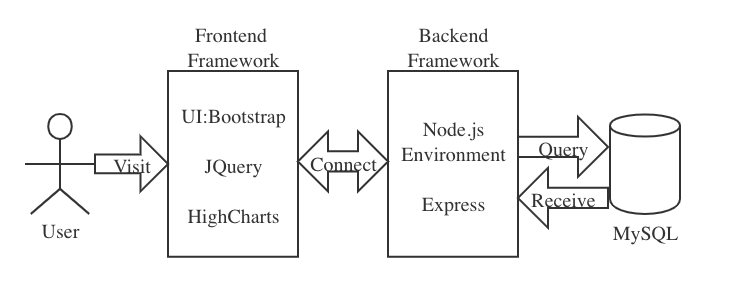 Frontend
Framework
Backend
Framework
UI:Bootstrap
JQuery
HighCharts
Node.js
Environment
Express
Visit
Connect
Query
Receive
User
MySQL